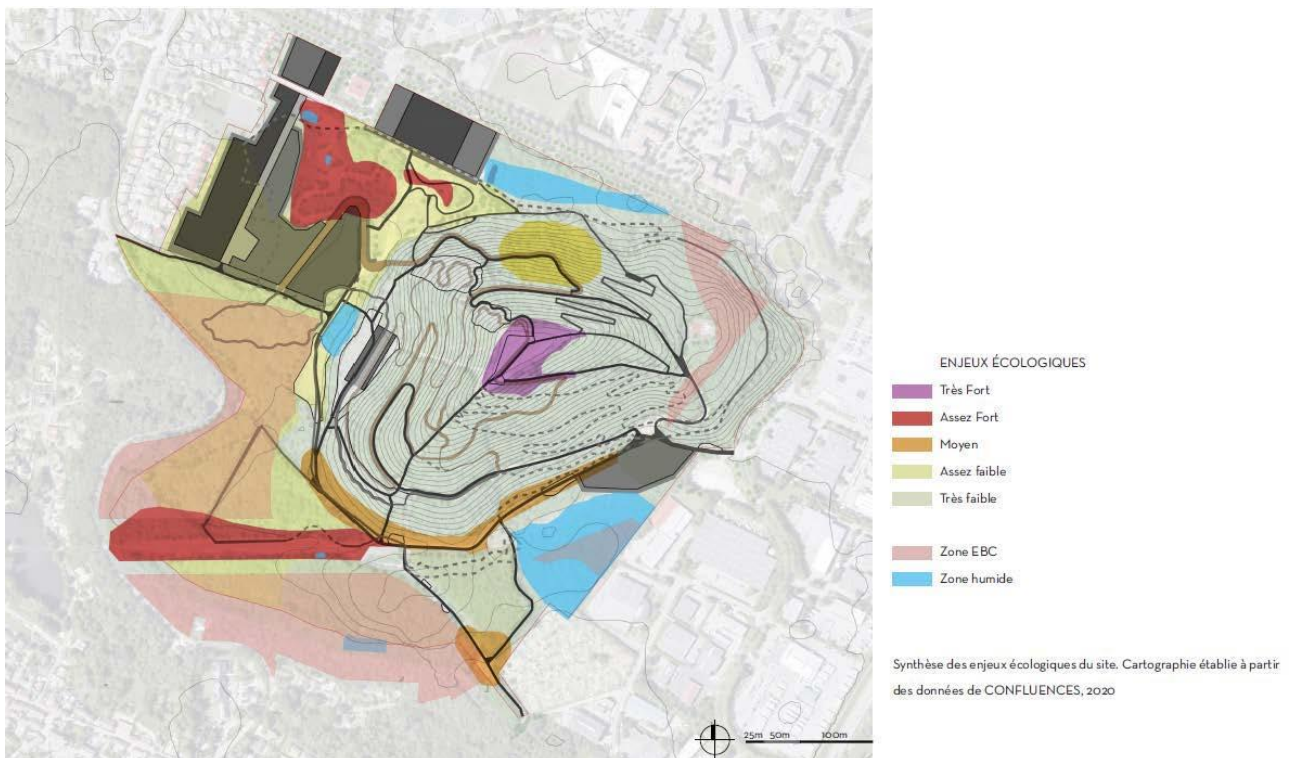 ENJEUX ÉCOLOGIQUES
Très Fort
Assez Fort
Moyen
Assez faible
Très faible
Zone EBC
Zone humide
Synthèse des enjeux écologiques du site. Cartographie établie à partir
des données de CONFLUENCES, 2020
25m 50m 100m